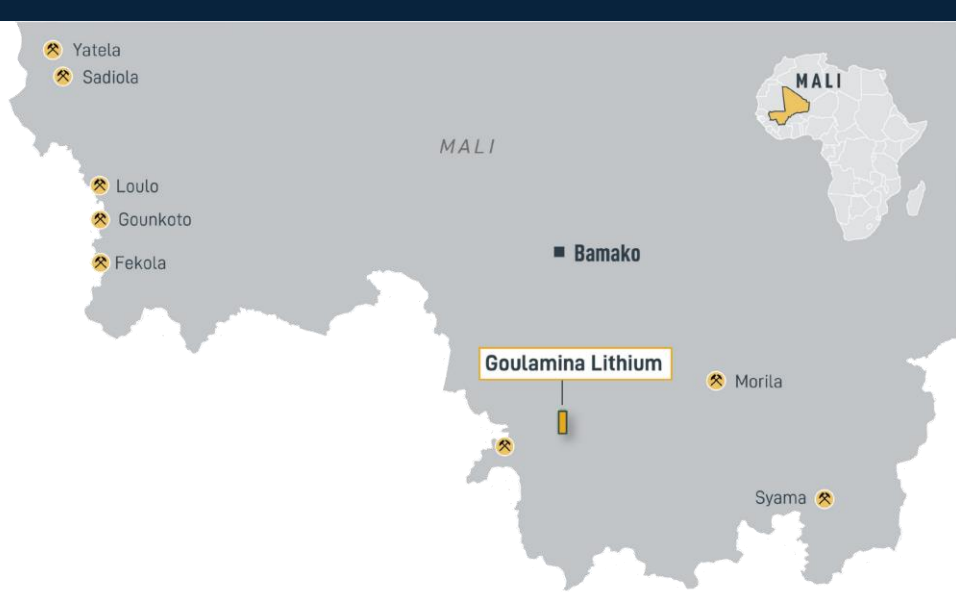 Yatela
MALI
Sadiola
MALI
Loulo
Gounkoto
Bamako
Fekola
Goulamina Lithium
Morila
Syama